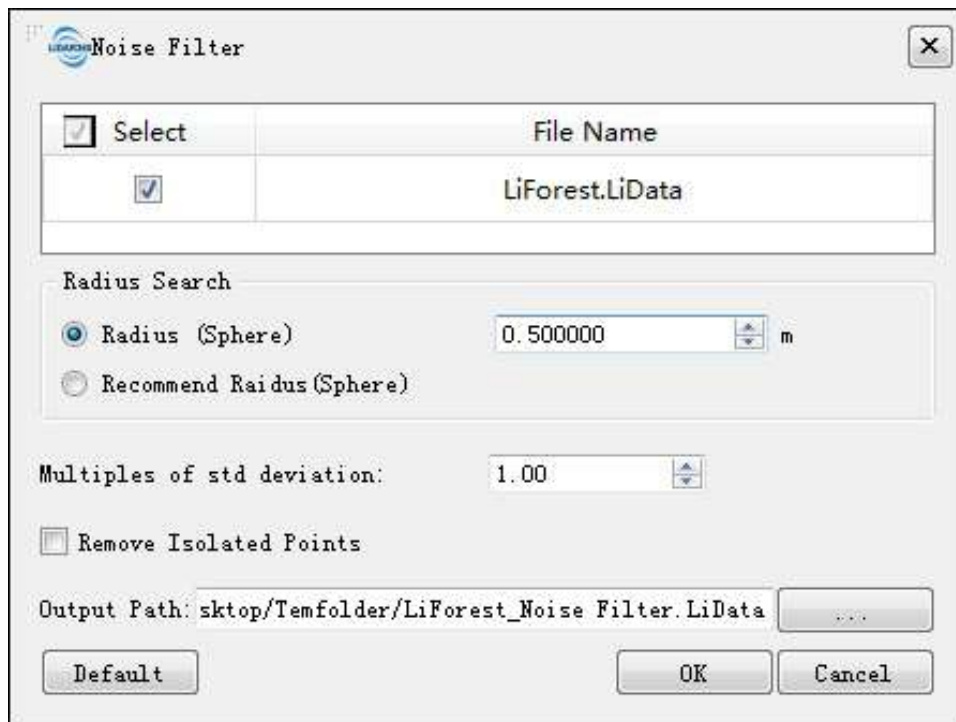 Noise Filter
Select File Name
LiForest.LiData
Radius Search
Radius (Sphere) 0.500000 m
Recommend Raidus(Sphere)
Multiples of std deviation: 1.00
Remove Isolated Points
Output Path: sktop/Temfolder/LiForest_Noise Filter.LiData ...
Default OK Cancel